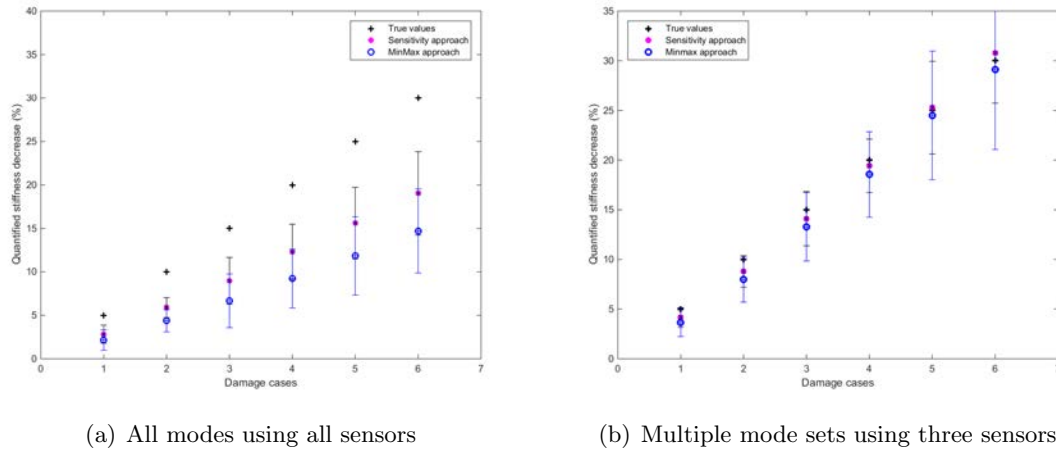 40
35
30
25
20
15
10
5
0
Quantified stiffness decrease (%)
True values
Sensitivity approach
MinMax approach
0 1 2 3 4 5 6 7
Damage cases
(a) All modes using all sensors
35
30
25
20
15
10
5
0
Quantified stiffness decrease (%)
True values
Sensitivity approach
Minmax approach
0 1 2 3 4 5 6 7
Damage cases
(b) Multiple mode sets using three sensors